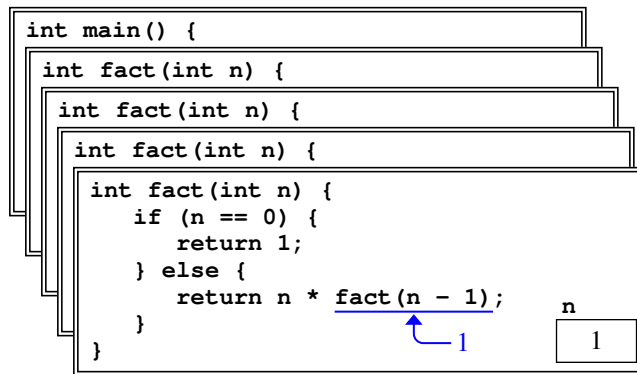 int main() {
int fact(int n) {
int fact(int n) {
int fact(int n) {
int fact(int n) {
if (n == 0) {
return 1;
} else {
return n * fact(n – 1);
}
}
1
n
1